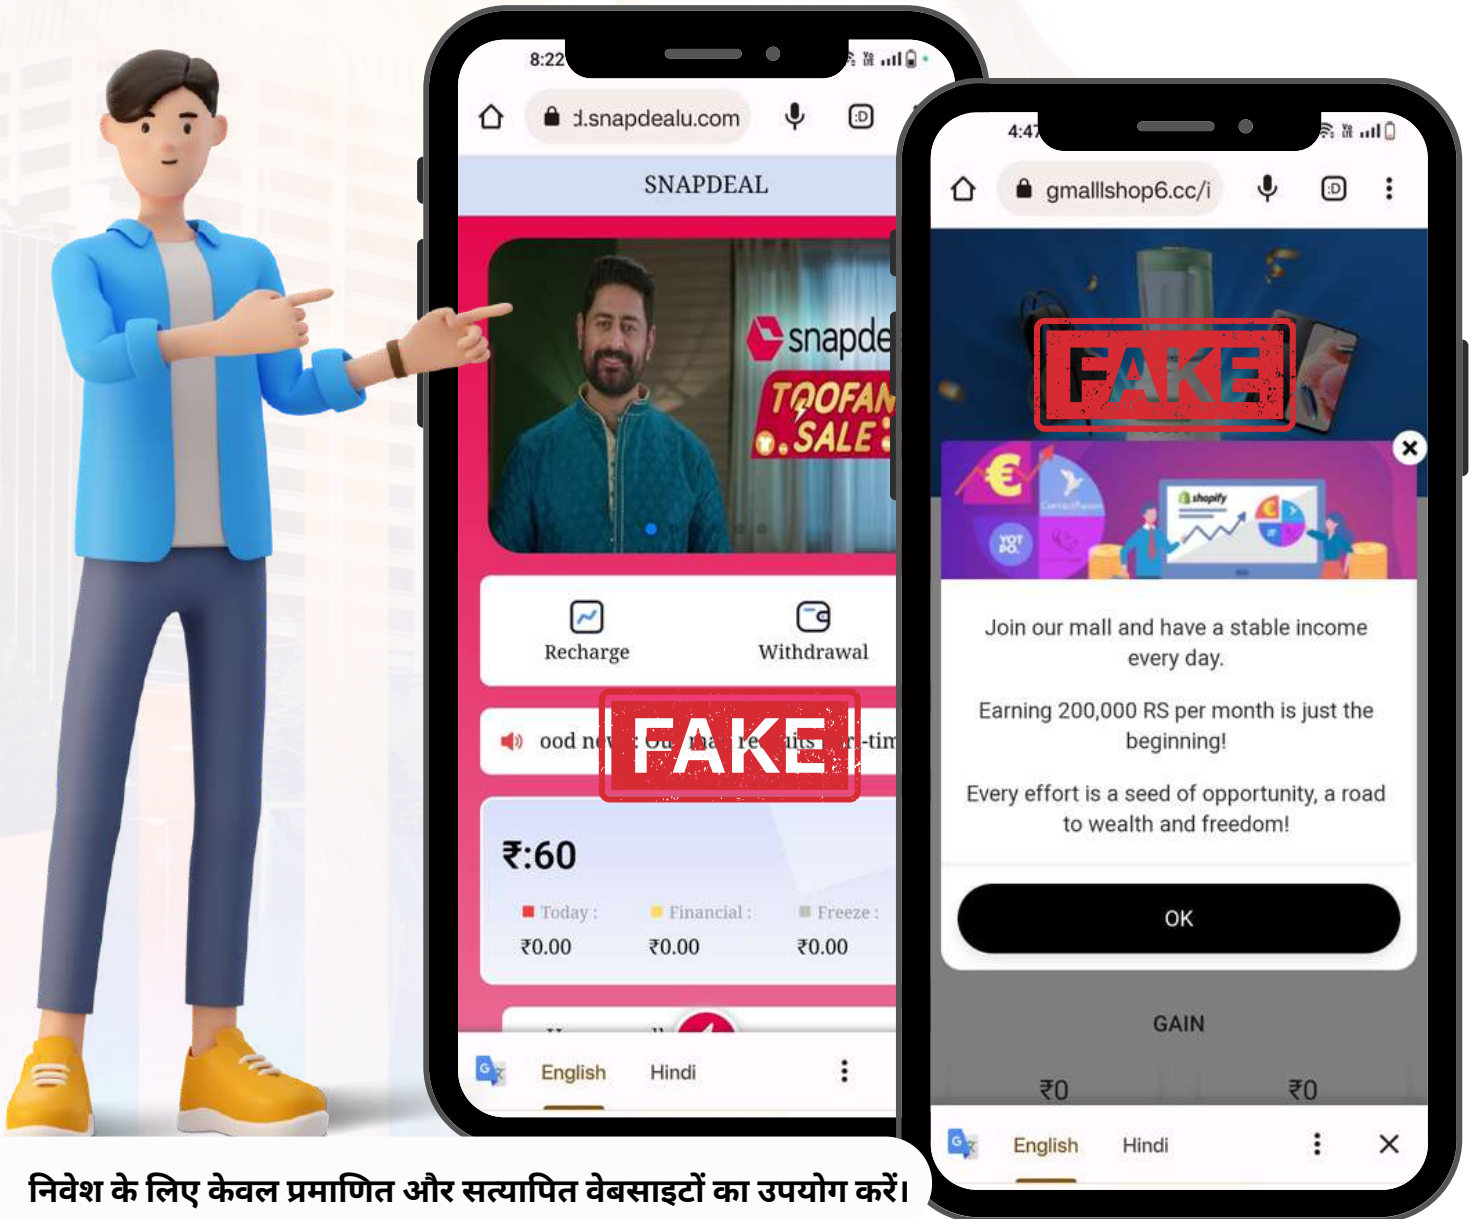 8:22
d.snapdealu.com
SNAPDEAL
snapde
TOOFAN
SALE
Recharge
Withdrawal
FAKE
₹:60
Today :
Financial :
Freeze :
₹0.00
₹0.00
₹0.00
English
Hindi
4:47
gmalllshop6.cc/i
FAKE
shopify
YOT
PO.
Join our mall and have a stable income
every day.
Earning 200,000 RS per month is just the
beginning!
Every effort is a seed of opportunity, a road
to wealth and freedom!
OK
GAIN
₹0
₹0
English
Hindi
निवेश के लिए केवल प्रमाणित और सत्यापित वेबसाइटों का उपयोग करें।